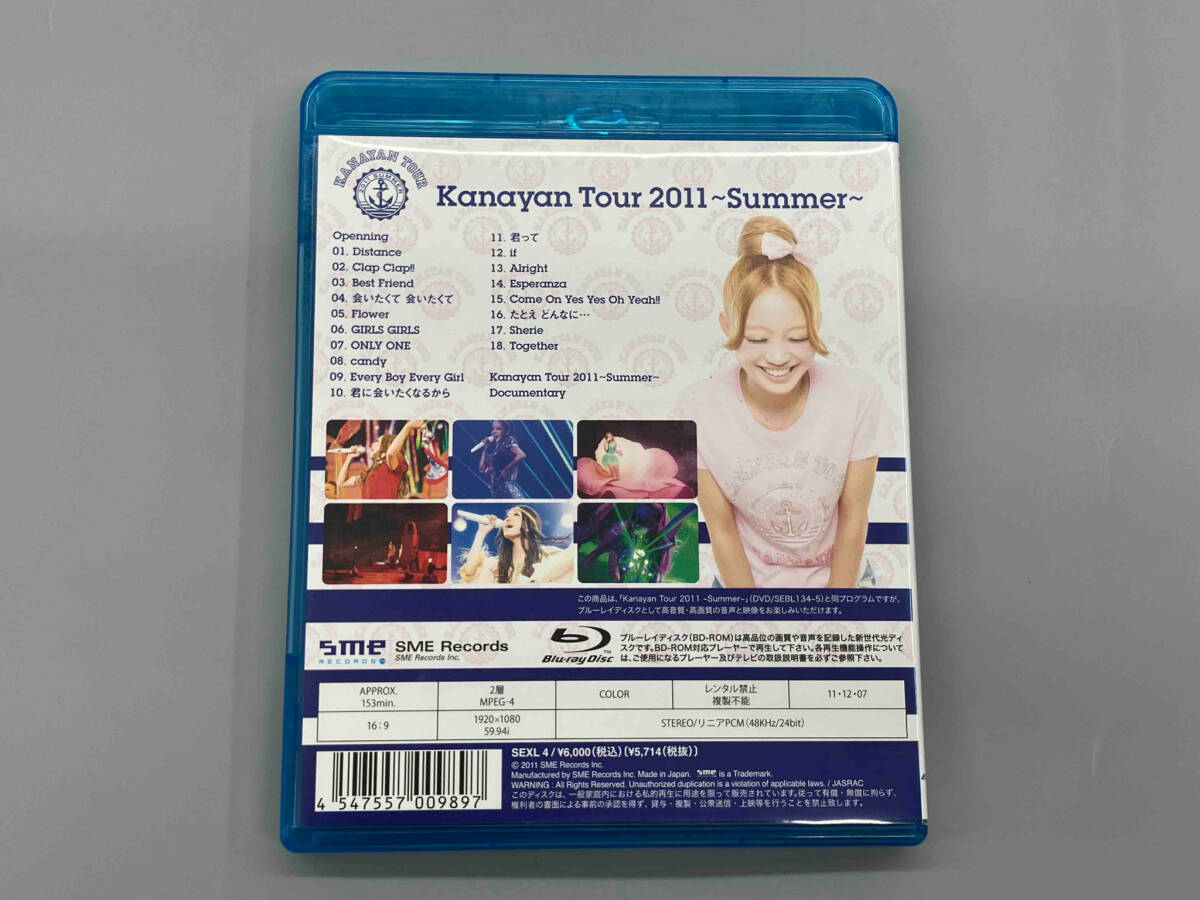 KANAYAN TOUR
2011 SUMMER
Kanayan Tour 2011~Summer~
Openning
01. Distance
02. Clap Clap!!
03. Best Friend
04. 会いたくて 会いたくて
05. Flower
06. GIRLS GIRLS
07. ONLY ONE
08. candy
09. Every Boy Every Girl
10. 君に会いたくなるから
11. 君って
12. if
13. Alright
14. Esperanza
15. Come On Yes Yes Oh Yeah!!
16. たとえ どんなに…
17. Sherie
18. Together
Kanayan Tour 2011~Summer~
Documentary
この商品は、「Kanayan Tour 2011 ~Summer~」(DVD/SEBL134-5)と同プログラムですが、
ブルーレイディスクとして高音質・高画質の音声と映像をお楽しみいただけます。
sme
RECORDS
SME Records
SME Records Inc.
Blu-ray Disc
TM
ブルーレイディスク(BD-ROM)は高品位の画質や音声を記録した新世代光ディ
スクです。BD-ROM対応プレーヤーで再生して下さい。各再生機能操作について
は、ご使用になるプレーヤー及びテレビの取扱説明書を必ずご参照下さい。
APPROX.
153min.
2層
MPEG-4
COLOR
レンタル禁止
複製不能
11・12・07
16:9
1920×1080
59.94i
STEREO/リニアPCM(48KHz/24bit)
SEXL 4 / ¥6,000(税込)(¥5,714(税抜))
© 2011 SME Records Inc.
Manufactured by SME Records Inc. Made in Japan. sme is a Trademark.
WARNING : All Rights Reserved. Unauthorized duplication is a violation of applicable laws. / JASRAC
このディスクは、一般家庭内における私的再生に用途を限って販売されています。従って有償・無償に拘らず、
権利者の書面による事前の承認を得ず、貸与・複製・公衆送信・上映等を行うことを禁止致します。
4 547557 009897